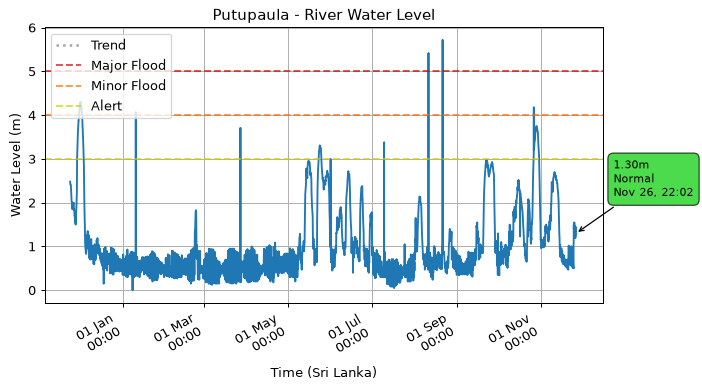 Putupaula - River Water Level
6
5
4
3
2
1
0
Water Level (m)
Trend
Major Flood
Minor Flood
Alert
1.30m
Normal
Nov 26, 22:02
01 Jan
00:00
01 Mar
00:00
01 May
00:00
01 Jul
00:00
01 Sep
00:00
01 Nov
00:00
Time (Sri Lanka)